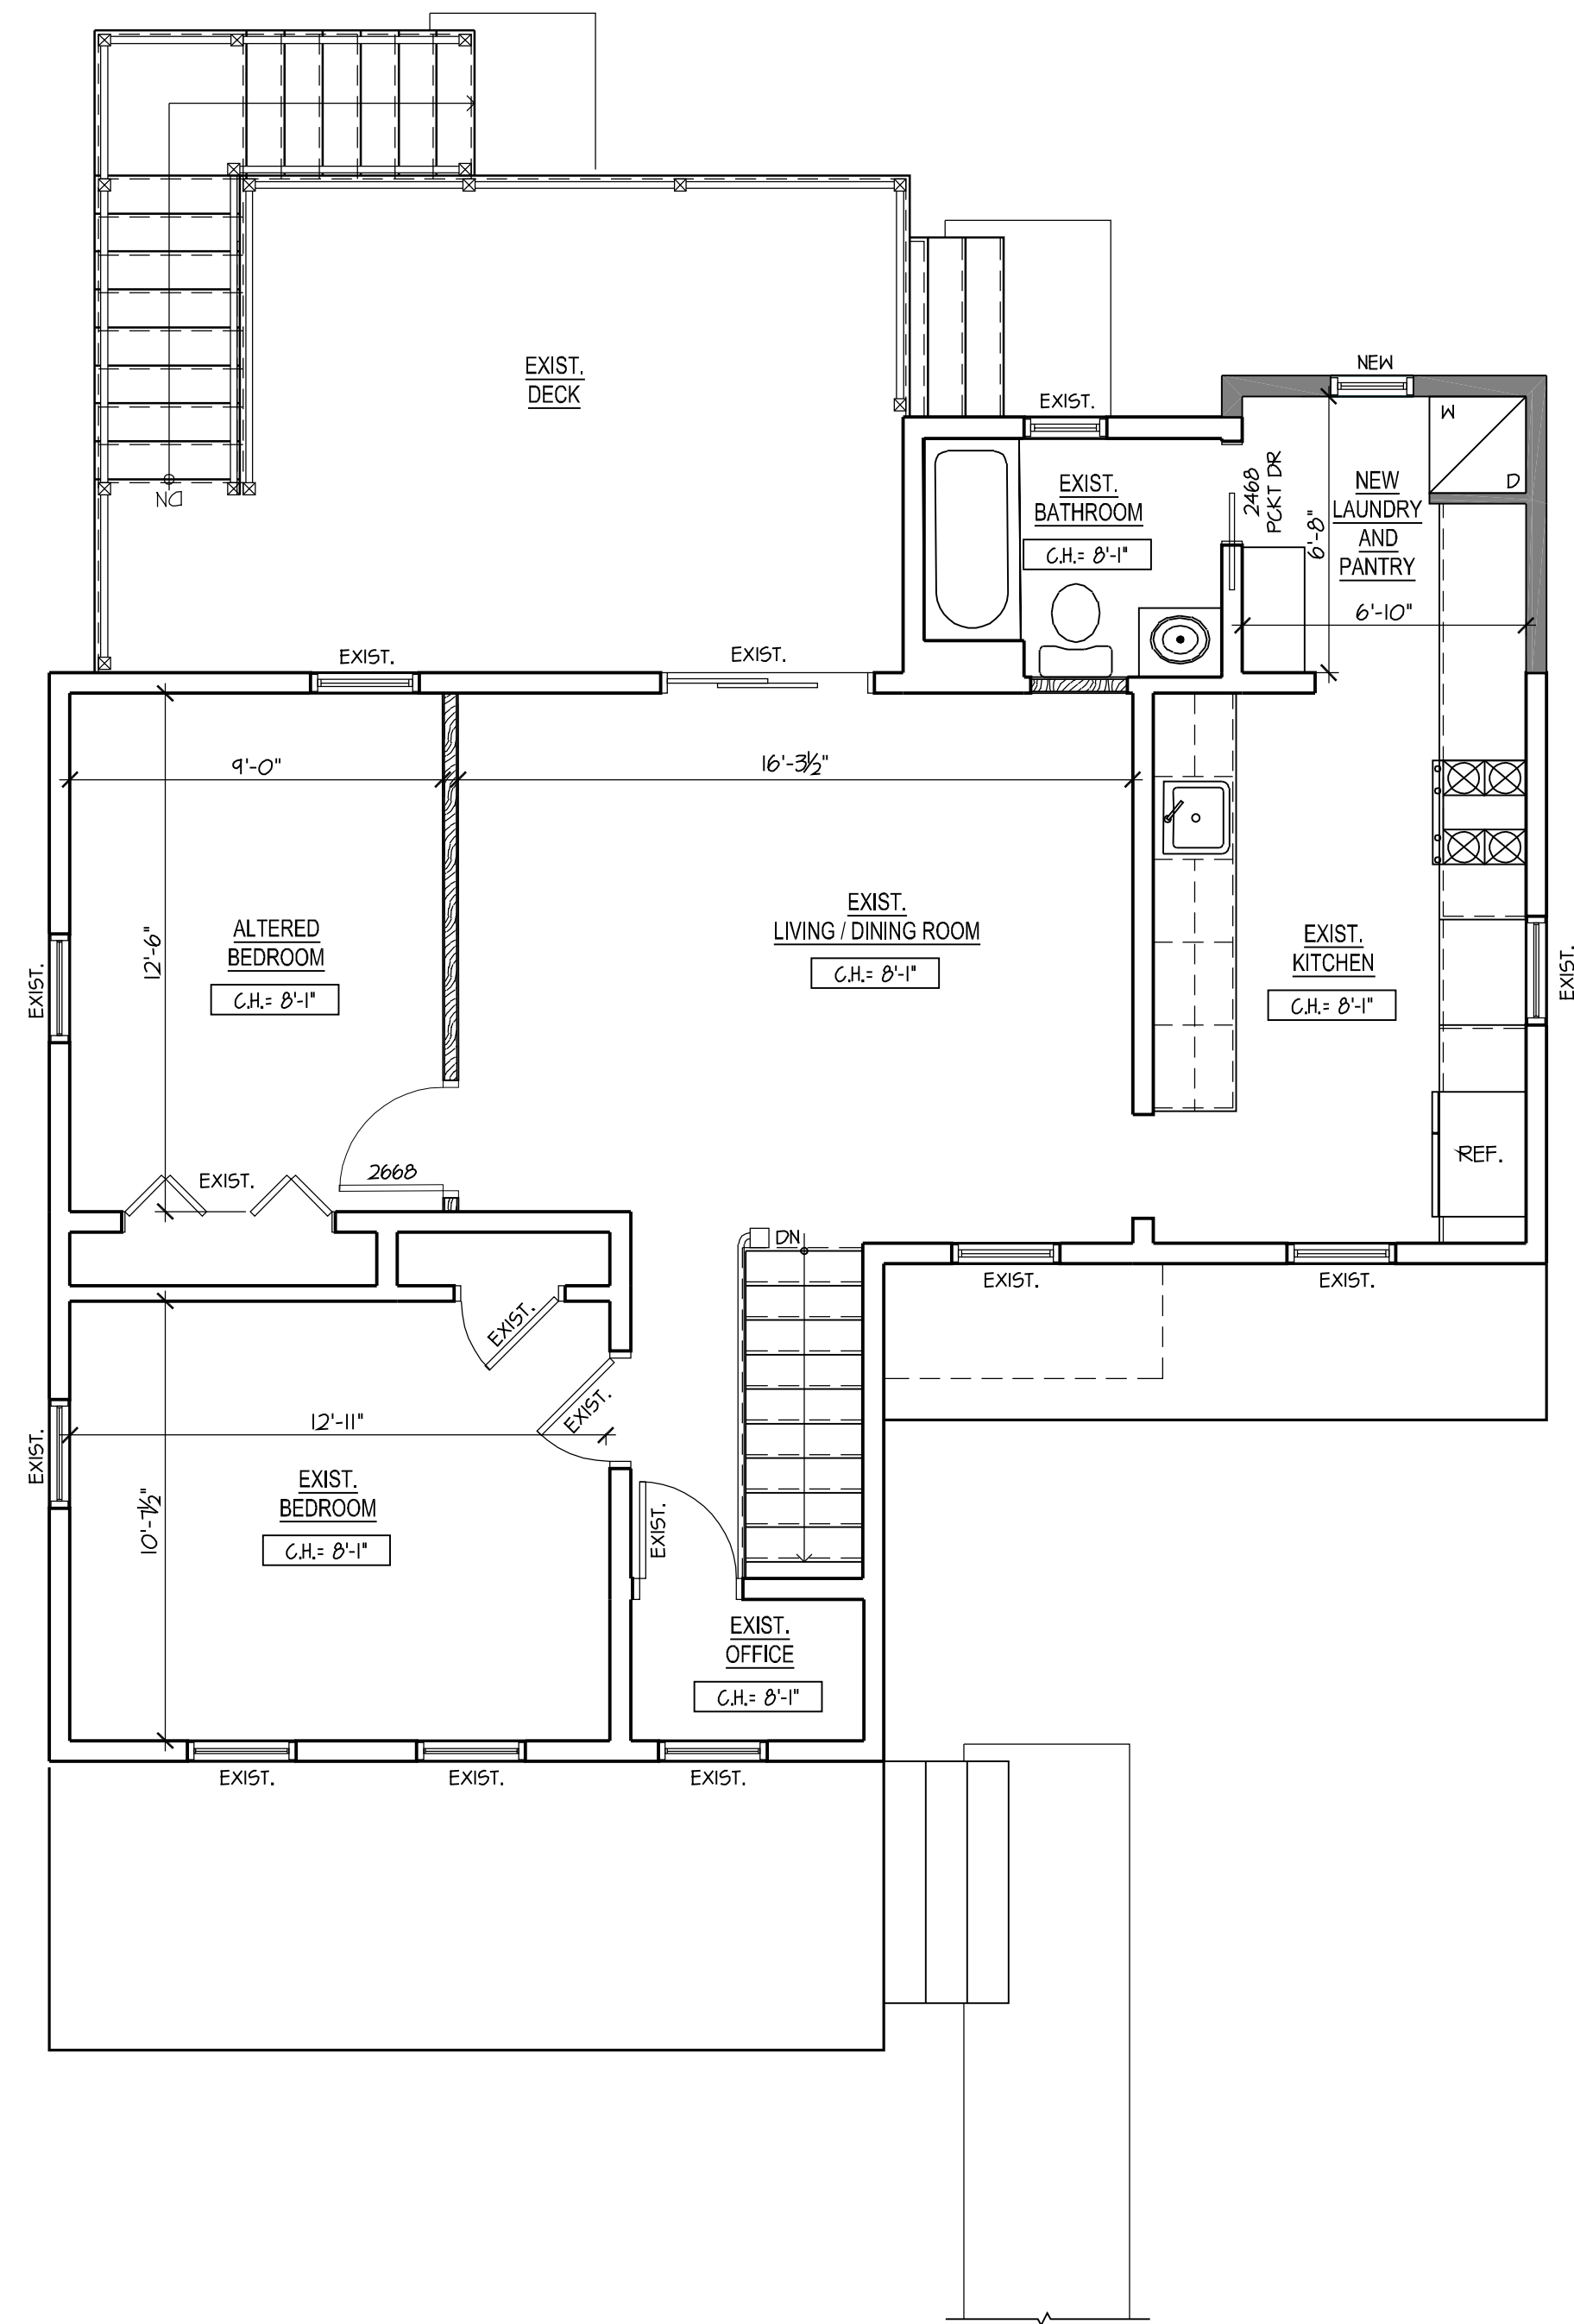 NEW
EXIST.
DECK
EXIST.
W
D
EXIST.
BATHROOM
C.H.= 8'-1"
2468
PCKT DR
6'-8"
NEW
LAUNDRY
AND
PANTRY
6'-10"
DN
EXIST.
EXIST.
9'-0"
16'-3½"
12'-6"
ALTERED
BEDROOM
C.H.= 8'-1"
EXIST.
LIVING / DINING ROOM
C.H.= 8'-1"
EXIST.
KITCHEN
C.H.= 8'-1"
EXIST.
EXIST.
2668
EXIST.
REF.
DN
EXIST.
EXIST.
EXIST.
EXIST.
12'-11"
EXIST.
10'-7½"
EXIST.
BEDROOM
C.H.= 8'-1"
EXIST.
EXIST.
OFFICE
C.H.= 8'-1"
EXIST.
EXIST.
EXIST.